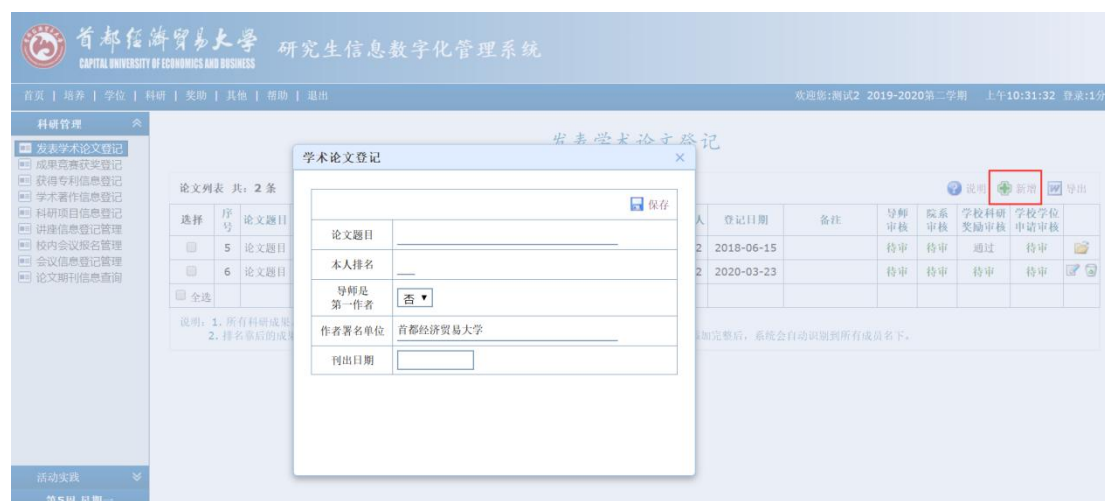 首都经济贸易大学 研究生信息数字化管理系统
CAPITAL UNIVERSITY OF ECONOMICS AND BUSINESS
首页 | 培养 | 学位 | 科研 | 奖助 | 其他 | 帮助 | 退出 欢迎您:测试2 2019-2020第二学期 上午10:31:32 登录:1分
科研管理
发表学术论文登记
成果竞赛获奖登记
获得专利信息登记
学术著作信息登记
科研项目信息登记
讲座信息登记管理
校内会议报名管理
会议信息登记管理
论文期刊信息查询
活动实践
第5周 星期一
发表学术论文登记
论文列表 共: 2 条 说明 新增 导出
选择 序号 论文题目 人 登记日期 备注 导师审核 院系审核 学校科研奖励审核 学校学位申请审核
5 论文题目 2 2018-06-15 待审 待审 通过 待审
6 论文题目 2 2020-03-23 待审 待审 待审 待审
全选
说明: 1. 所有科研成果
2. 排名靠后的成果 加完整后，系统会自动识别到所有成员名下。
学术论文登记 ×
保存
论文题目
本人排名
导师是
第一作者 否
作者署名单位 首都经济贸易大学
刊出日期